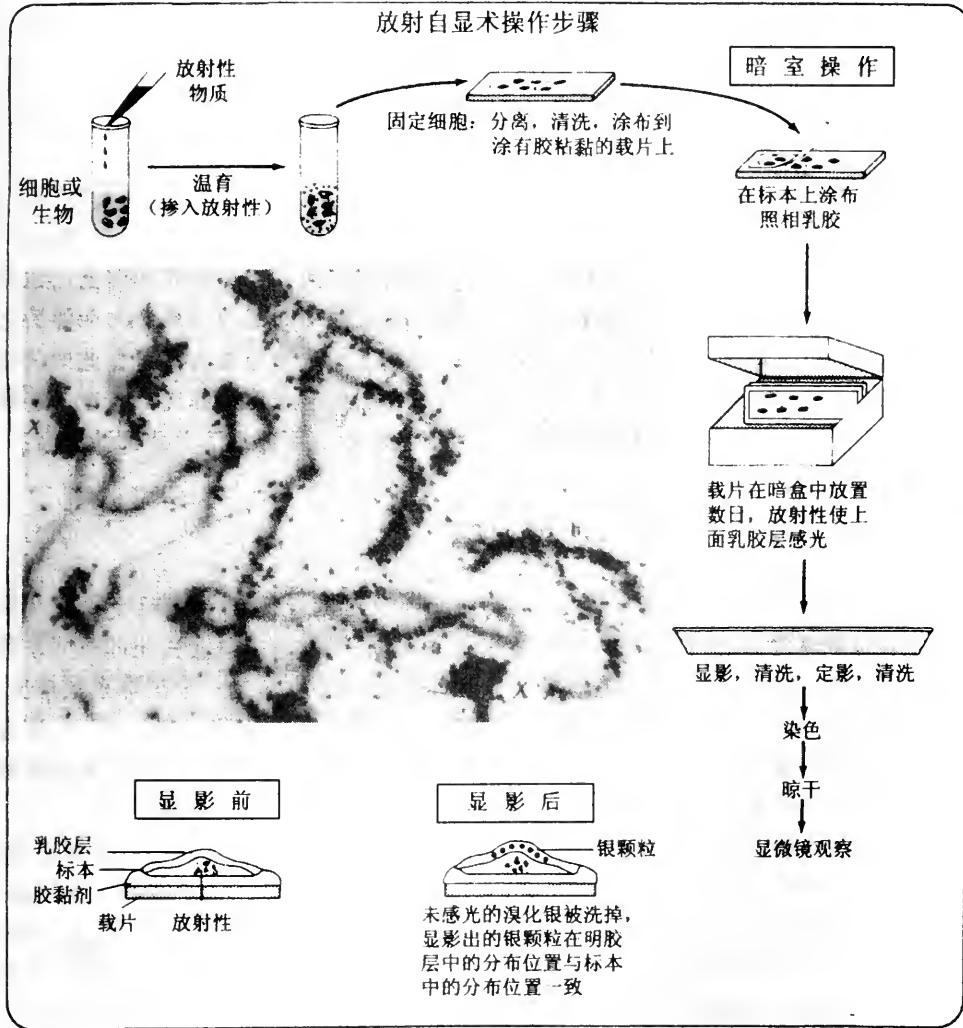 放射自显术操作步骤
放射性
物质
细胞或
生物
温育
(掺入放射性)
固定细胞: 分离, 清洗, 涂布到
涂有胶粘黏的载片上
暗室操作
在标本上涂布
照相乳胶
载片在暗盒中放置
数日, 放射性使上
面乳胶层感光
显影, 清洗, 定影, 清洗
染色
晾干
显微镜观察
X
X
显影前
乳胶层
标本
胶黏剂
载片
放射性
显影后
银颗粒
未感光的溴化银被洗掉,
显影出的银颗粒在明胶
层中的分布位置与标本
中的分布位置一致